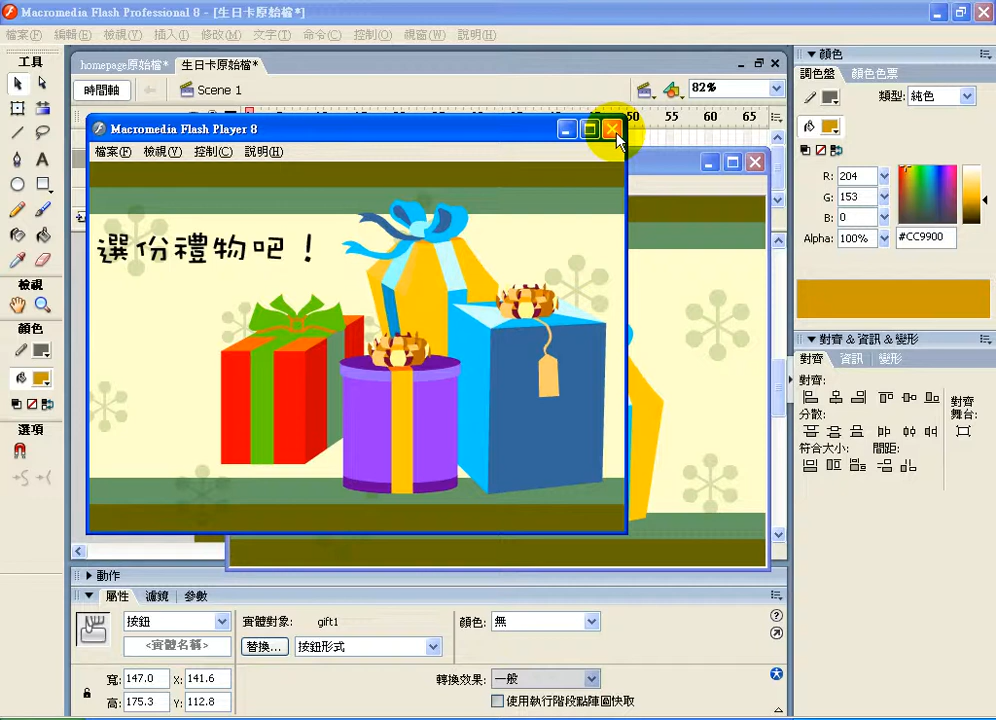 Macromedia Flash Professional 8 - [生日卡原始檔*]
檔案(F) 編輯(E) 檢視(V) 插入(I) 修改(M) 文字(T) 命令(C) 控制(O) 視窗(W) 說明(H)
工具
檢視
顏色
選項
homepage原始檔* 生日卡原始檔*
時間軸 Scene 1 82%
50 55 60 65
Macromedia Flash Player 8
檔案(F) 檢視(V) 控制(C) 說明(H)
選份禮物吧！
顏色
調色盤 顏色色票
類型: 純色
R: 204
G: 153
B: 0
Alpha: 100% #CC9900
對齊 & 資訊 & 變形
對齊 資訊 變形
對齊:
分散:
符合大小: 間距:
對齊
舞台:
動作
屬性 濾鏡 參數
按鈕 實體對象: gift1 顏色: 無
<實體名稱> 替換... 按鈕形式
寬: 147.0 X: 141.6 轉換效果: 一般
高: 175.3 Y: 112.8 使用執行階段點陣圖快取